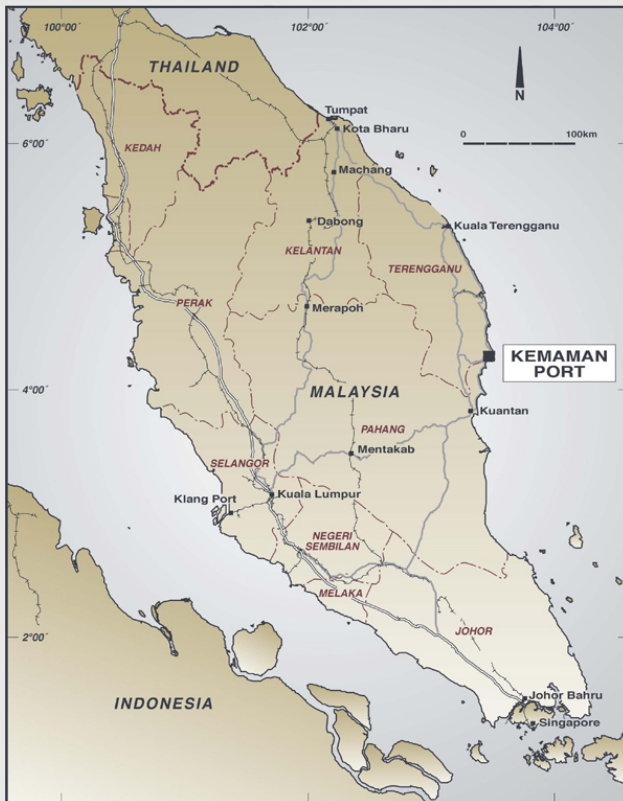 100°00'
102°00'
104°00'
THAILAND
N
Tumpat
Kota Bharu
0 100km
6°00'
KEDAH
Machang
Dabong
Kuala Terengganu
KELANTAN
TERENGGANU
PERAK
Merapoh
KEMAMAN
PORT
4°00'
MALAYSIA
Kuantan
PAHANG
Mentakab
SELANGOR
Klang Port
Kuala Lumpur
NEGERI
SEMBILAN
MELAKA
2°00'
JOHOR
INDONESIA
Johor Bahru
Singapore